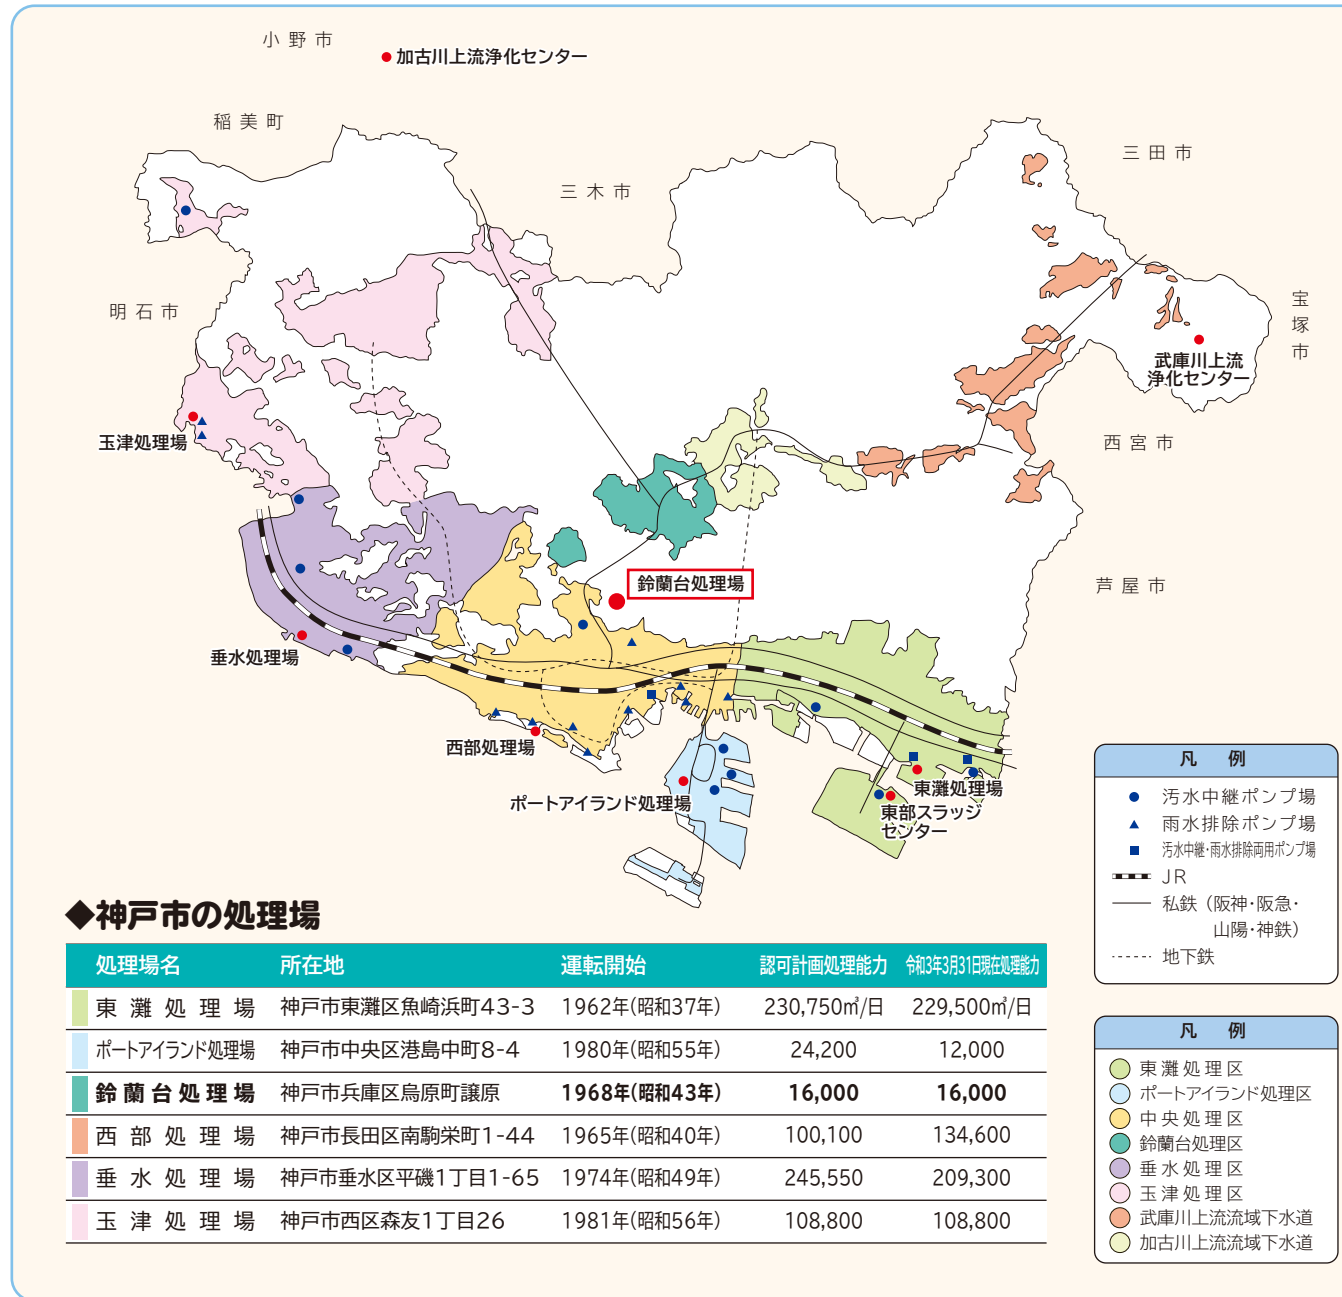 小野市
加古川上流浄化センター
稲美町
三田市
三木市
明石市
宝塚市
武庫川上流
浄化センター
玉津処理場
西宮市
鈴蘭台処理場
芦屋市
垂水処理場
西部処理場
ポートアイランド処理場
東灘処理場
東部スラッジ
センター
凡 例
汚水中継ポンプ場
雨水排除ポンプ場
汚水中継・雨水排除両用ポンプ場
JR
私鉄（阪神・阪急・
山陽・神鉄）
地下鉄
◆神戸市の処理場
処理場名 所在地 運転開始 認可計画処理能力 令和3年3月31日現在処理能力
東灘処理場 神戸市東灘区魚崎浜町43-3 1962年(昭和37年) 230,750㎥/日 229,500㎥/日
ポートアイランド処理場 神戸市中央区港島中町8-4 1980年(昭和55年) 24,200 12,000
鈴蘭台処理場 神戸市兵庫区烏原町譲原 1968年(昭和43年) 16,000 16,000
西部処理場 神戸市長田区南駒栄町1-44 1965年(昭和40年) 100,100 134,600
垂水処理場 神戸市垂水区平磯1丁目1-65 1974年(昭和49年) 245,550 209,300
玉津処理場 神戸市西区森友1丁目26 1981年(昭和56年) 108,800 108,800
凡 例
東灘処理区
ポートアイランド処理区
中央処理区
鈴蘭台処理区
垂水処理区
玉津処理区
武庫川上流流域下水道
加古川上流流域下水道